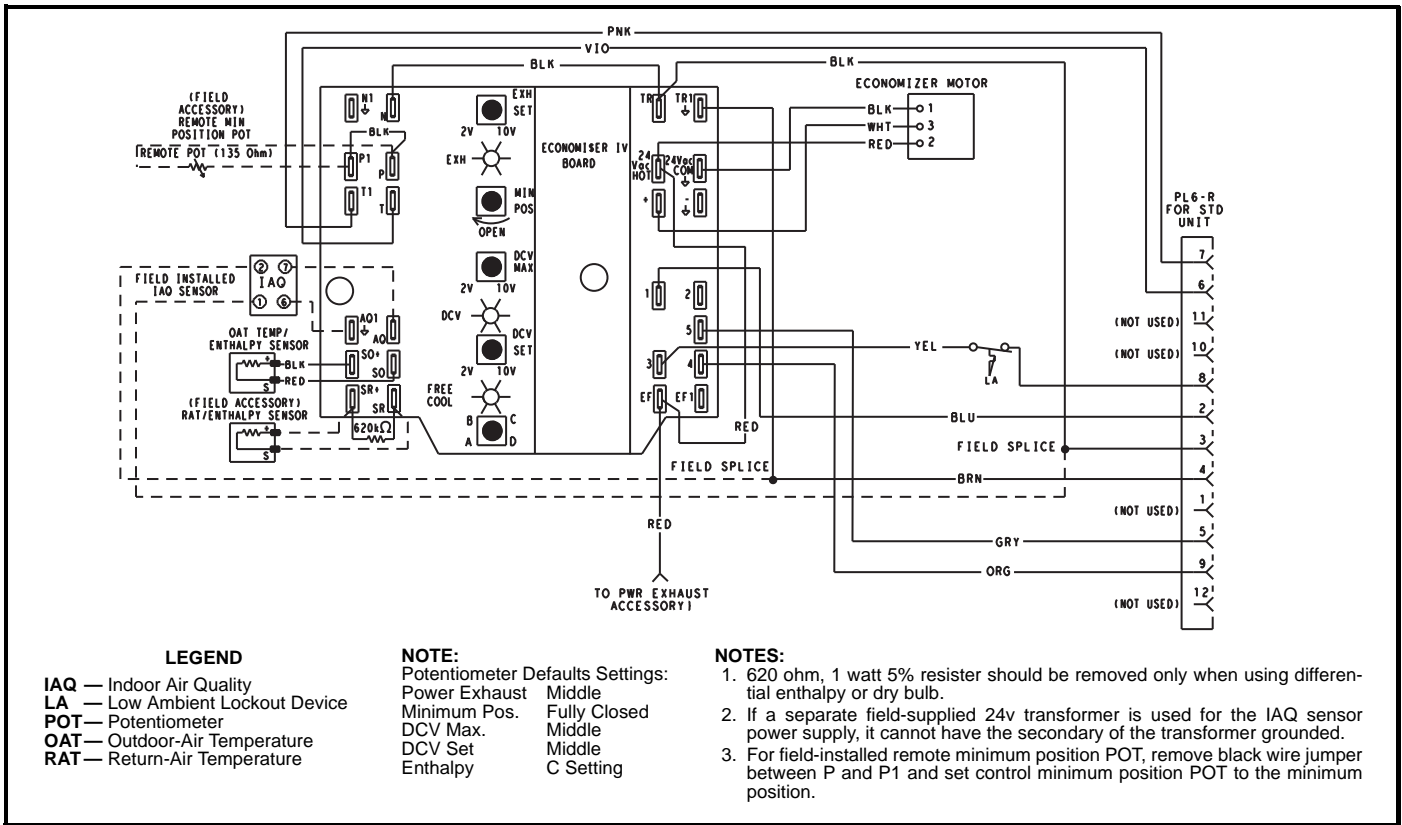 PNK
VIO
BLK
BLK
ECONOMIZER MOTOR
BLK 1
WHT 3
RED 2
(FIELD
ACCESSORY)
REMOTE MIN
POSITION POT
REMOTE POT (135 Ohm)
N1
N
BLK
P1
P
T1
T
EXH
SET
2V 10V
EXH
MIN
POS
OPEN
DCV
MAX
2V 10V
DCV
DCV
SET
2V 10V
FREE
COOL
B C
A D
ECONOMI$ER IV
BOARD
TR
TR1
24
Vac
HOT
24Vac
COM
+
-
1
2
5
3
4
EF
EF1
FIELD INSTALLED
IAQ SENSOR
2 7
IAQ
1 6
AQ1
AQ
OAT TEMP/
ENTHALPY SENSOR
+
S
BLK
RED
SO+
SO
(FIELD ACCESSORY)
RAT/ENTHALPY SENSOR
+
S
SR+
SR
620kΩ
RED
FIELD SPLICE
RED
TO PWR EXHAUST
ACCESSORY)
YEL
LA
BLU
FIELD SPLICE
BRN
GRY
ORG
PL6-R
FOR STD
UNIT
7
6
(NOT USED) 11
(NOT USED) 10
8
2
3
4
(NOT USED) 1
5
9
(NOT USED) 12
LEGEND
IAQ — Indoor Air Quality
LA — Low Ambient Lockout Device
POT — Potentiometer
OAT — Outdoor-Air Temperature
RAT — Return-Air Temperature
NOTE:
Potentiometer Defaults Settings:
Power Exhaust Middle
Minimum Pos. Fully Closed
DCV Max. Middle
DCV Set Middle
Enthalpy C Setting
NOTES:
1. 620 ohm, 1 watt 5% resister should be removed only when using differen-
tial enthalpy or dry bulb.
2. If a separate field-supplied 24v transformer is used for the IAQ sensor
power supply, it cannot have the secondary of the transformer grounded.
3. For field-installed remote minimum position POT, remove black wire jumper
between P and P1 and set control minimum position POT to the minimum
position.